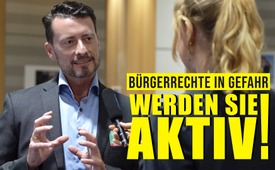 BÜRGERRECHTE IN GEFAHR
WERDEN SIE
AKTIV!